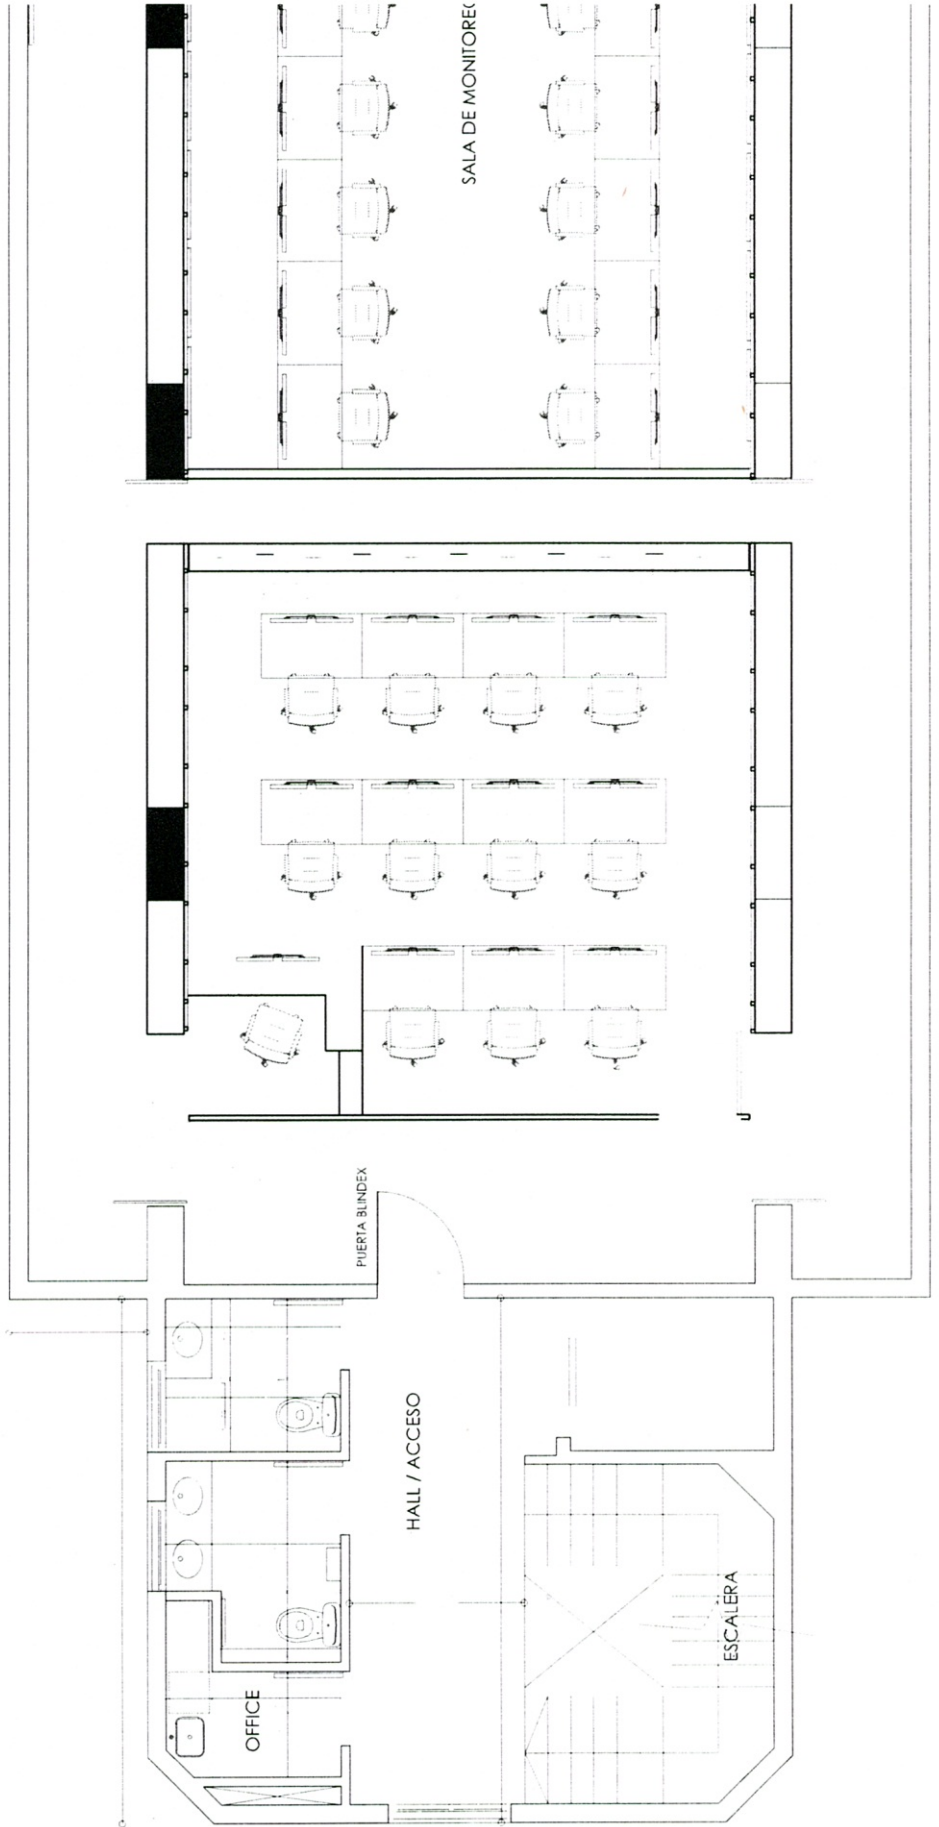 SALA DE MONITOREO
PUERTA BLINDEX
HALL / ACCESO
OFFICE
ESCALERA